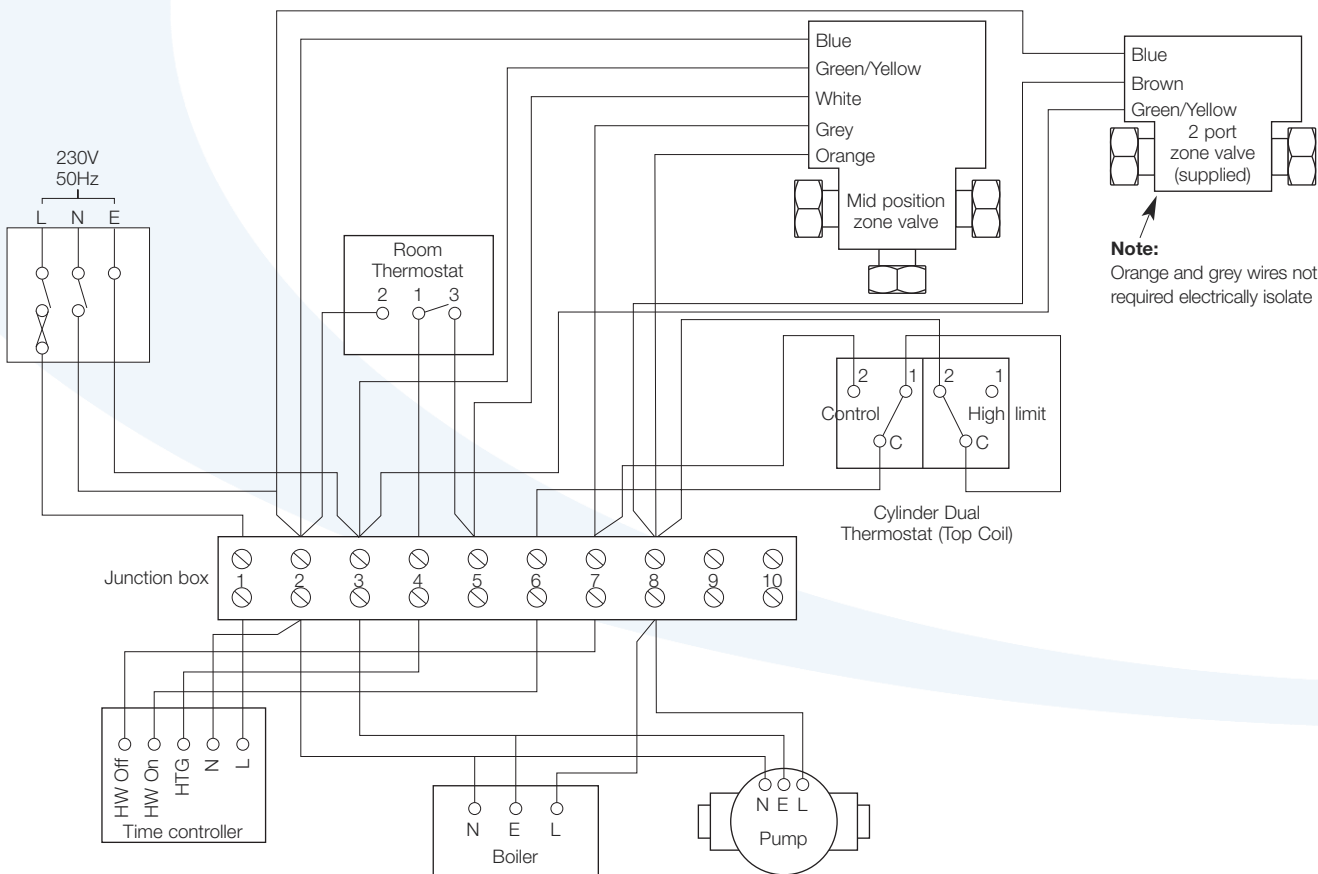 Blue
Green/Yellow
White
Grey
Orange
Mid position
zone valve
Blue
Brown
Green/Yellow
2 port
zone valve
(supplied)
Note:
Orange and grey wires not
required electrically isolate
230V
50Hz
L N E
Room
Thermostat
2 1 3
2 1 2 1
Control High limit
C C
Cylinder Dual
Thermostat (Top Coil)
Junction box
1 2 3 4 5 6 7 8 9 10
HW Off
HW On
HTG
N
L
Time controller
N E L
Boiler
N E L
Pump